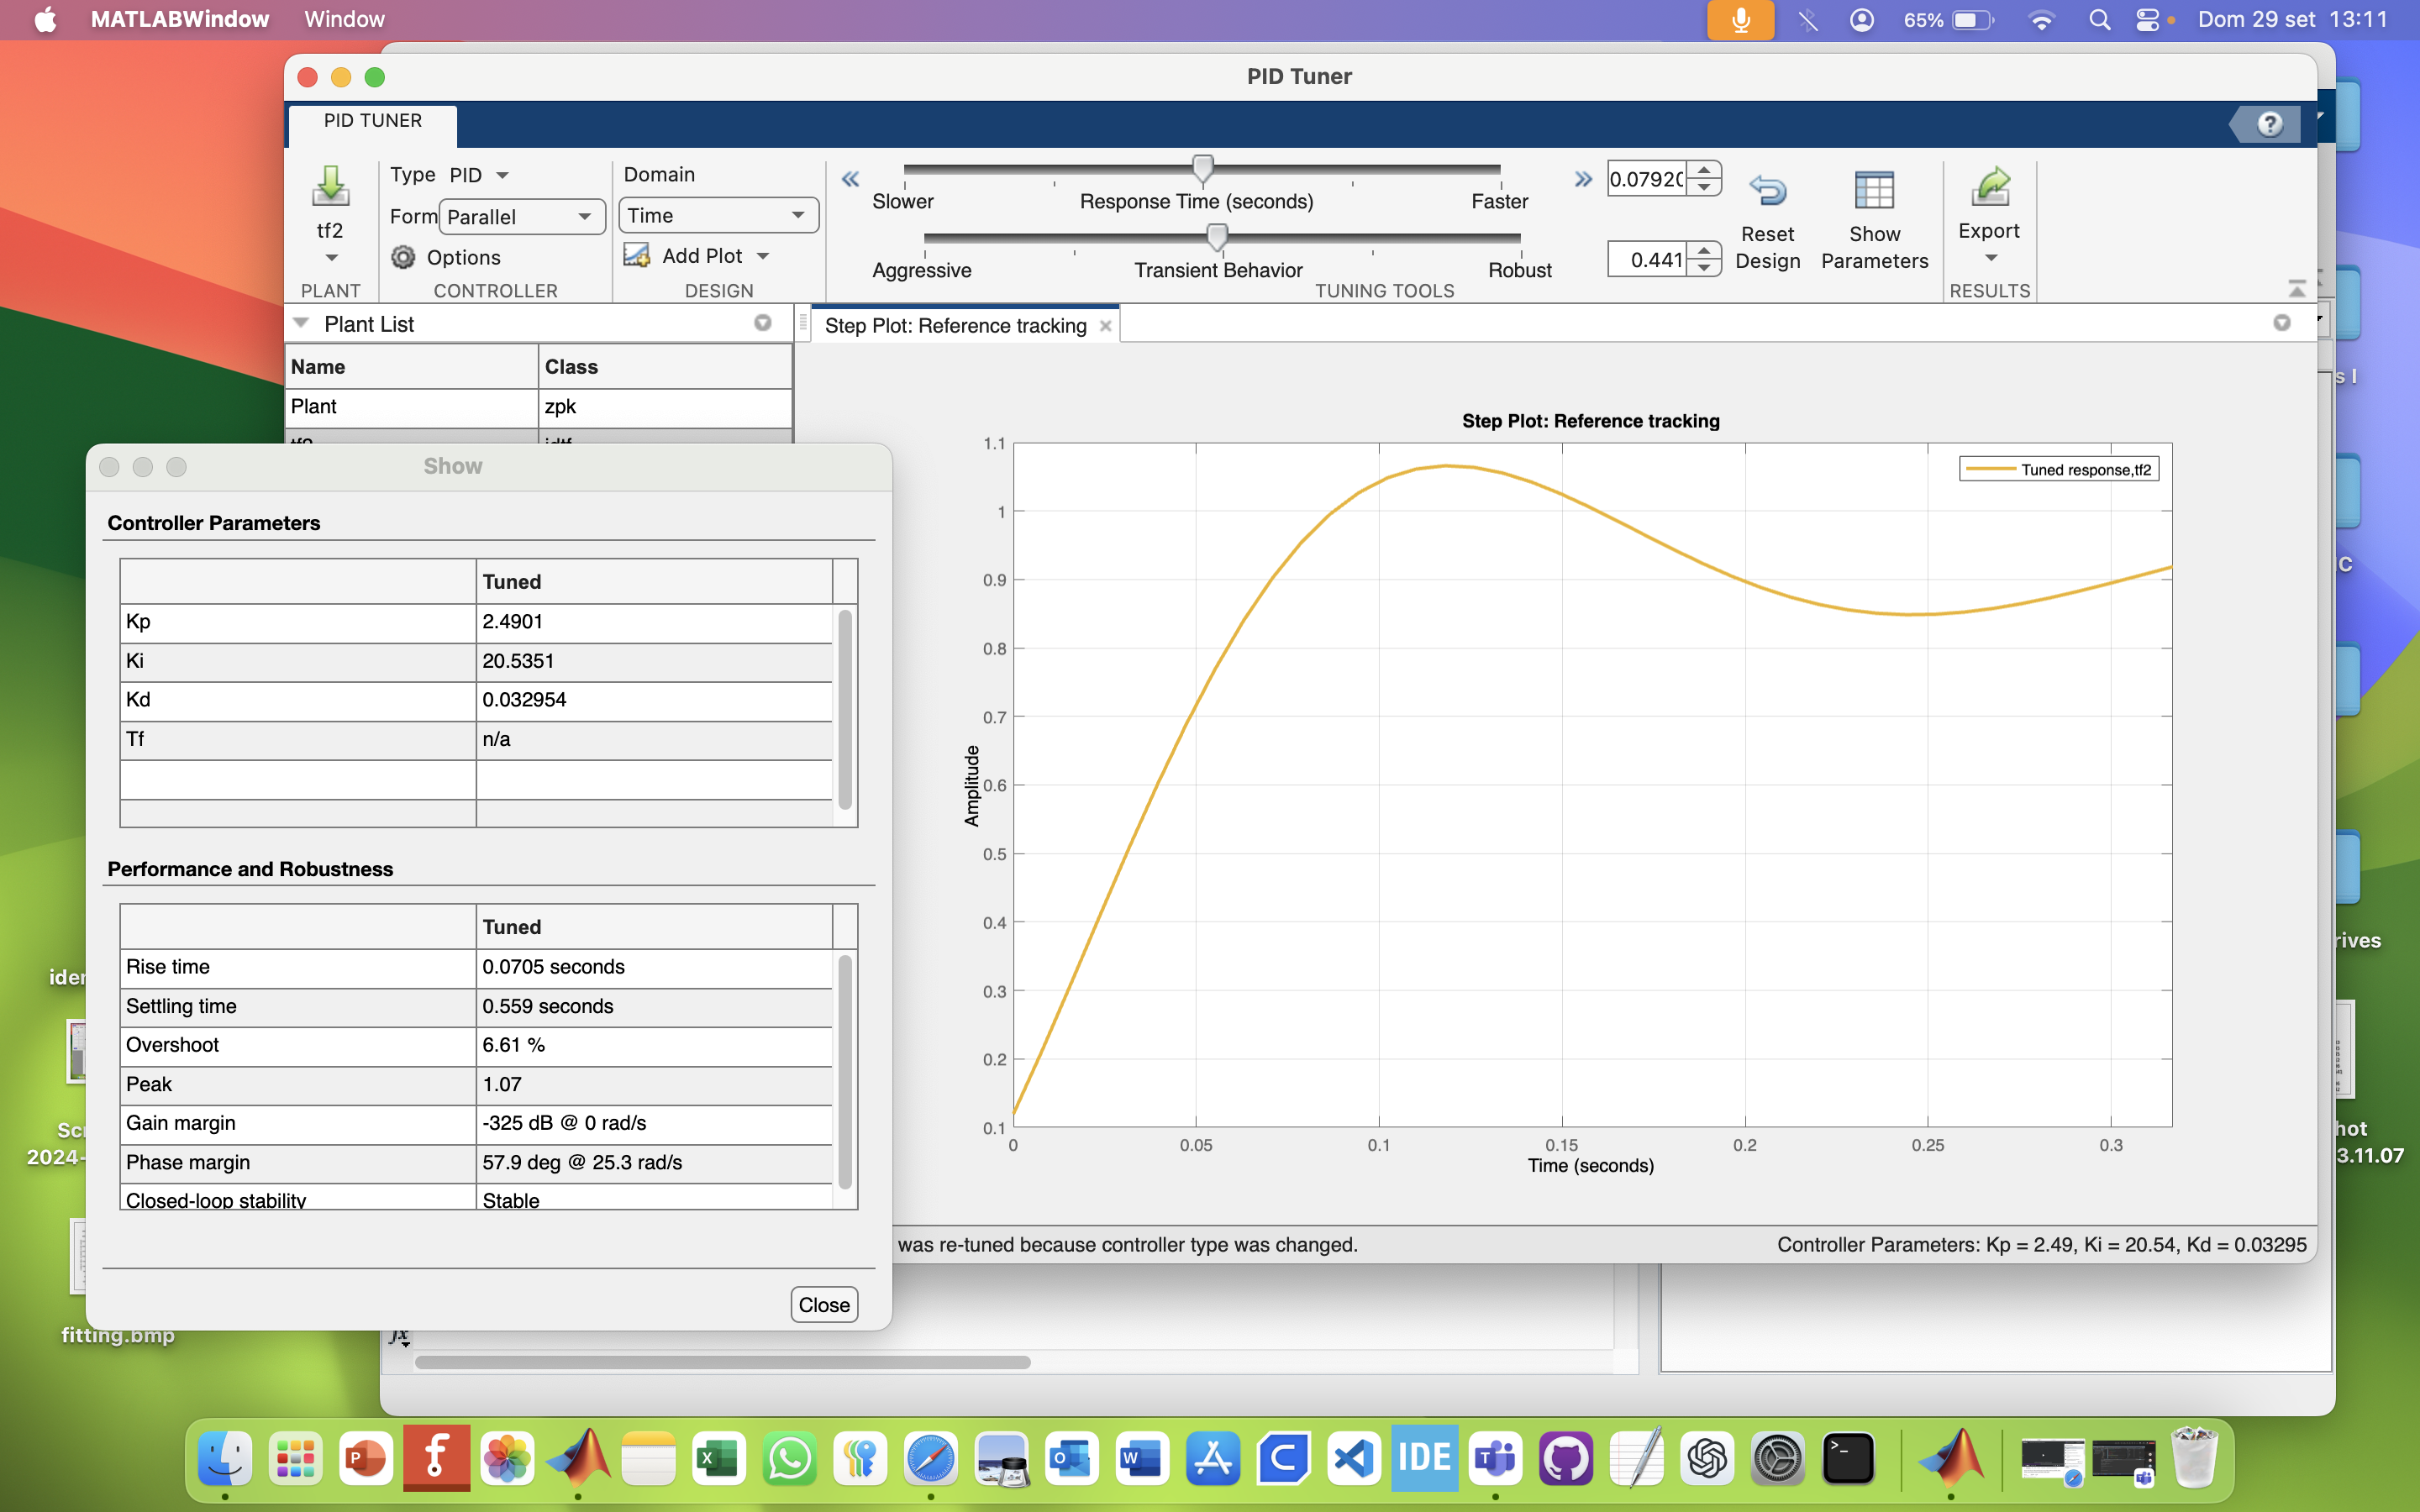 MATLABWindow Window 65% Dom 29 set 13:11
PID Tuner
PID TUNER
tf2
PLANT
Type PID
Form Parallel
Options
CONTROLLER
Domain
Time
Add Plot
DESIGN
Slower Response Time (seconds) Faster
Aggressive Transient Behavior Robust
0.0792
0.441
Reset Design
Show Parameters
TUNING TOOLS
Export
RESULTS
Plant List
Name Class
Plant zpk
Step Plot: Reference tracking
Step Plot: Reference tracking
Tuned response,tf2
1.1
1
0.9
0.8
0.7
0.6
0.5
0.4
0.3
0.2
0.1
Amplitude
0 0.05 0.1 0.15 0.2 0.25 0.3
Time (seconds)
Show
Controller Parameters
Tuned
Kp 2.4901
Ki 20.5351
Kd 0.032954
Tf n/a
Performance and Robustness
Tuned
Rise time 0.0705 seconds
Settling time 0.559 seconds
Overshoot 6.61 %
Peak 1.07
Gain margin -325 dB @ 0 rad/s
Phase margin 57.9 deg @ 25.3 rad/s
Closed-loop stability Stable
Close
was re-tuned because controller type was changed.
Controller Parameters: Kp = 2.49, Ki = 20.54, Kd = 0.03295
s I
C
rives
hot
3.11.07
ider
Scr
2024-
fitting.bmp
fx
IDE